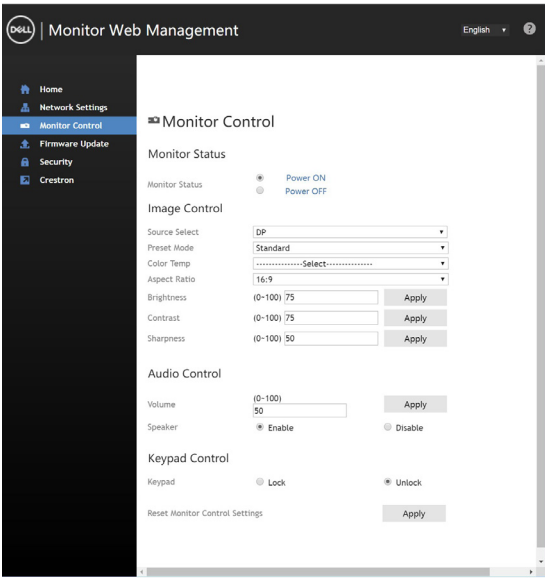 DELL | Monitor Web Management
English
?
Home
Network Settings
Monitor Control
Firmware Update
Security
Crestron
Monitor Control
Monitor Status
Monitor Status
Power ON
Power OFF
Image Control
Source Select DP
Preset Mode Standard
Color Temp ---------------Select---------------
Aspect Ratio 16:9
Brightness (0~100) 75 Apply
Contrast (0~100) 75 Apply
Sharpness (0~100) 50 Apply
Audio Control
(0~100)
Volume 50 Apply
Speaker Enable Disable
Keypad Control
Keypad Lock Unlock
Reset Monitor Control Settings Apply